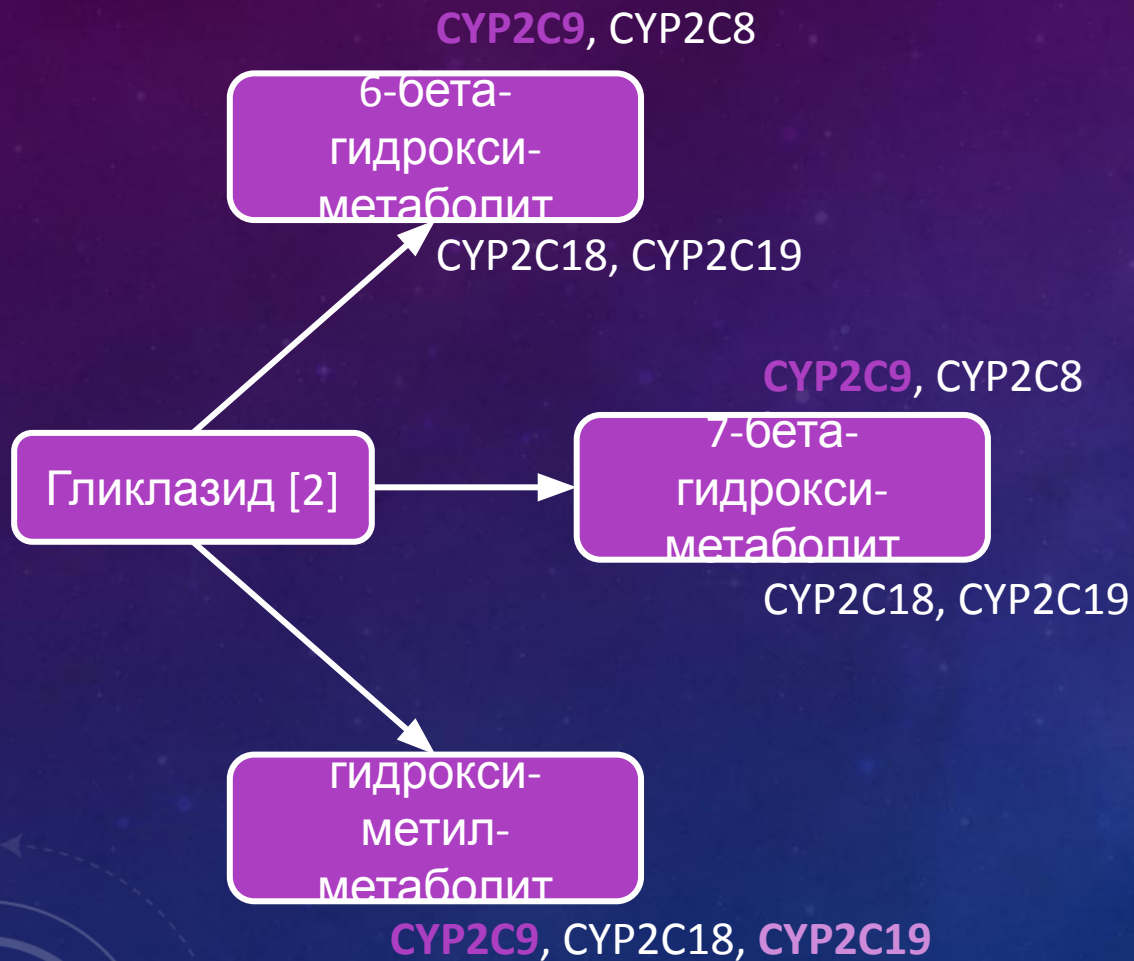 CYP2C9, CYP2C8
6-бета-
гидрокси-
метаболит
CYP2C18, CYP2C19
CYP2C9, CYP2C8
7-бета-
гидрокси-
метаболит
Гликлазид [2]
CYP2C18, CYP2C19
гидрокси-
метил-
метаболит
CYP2C9, CYP2C18, CYP2C19